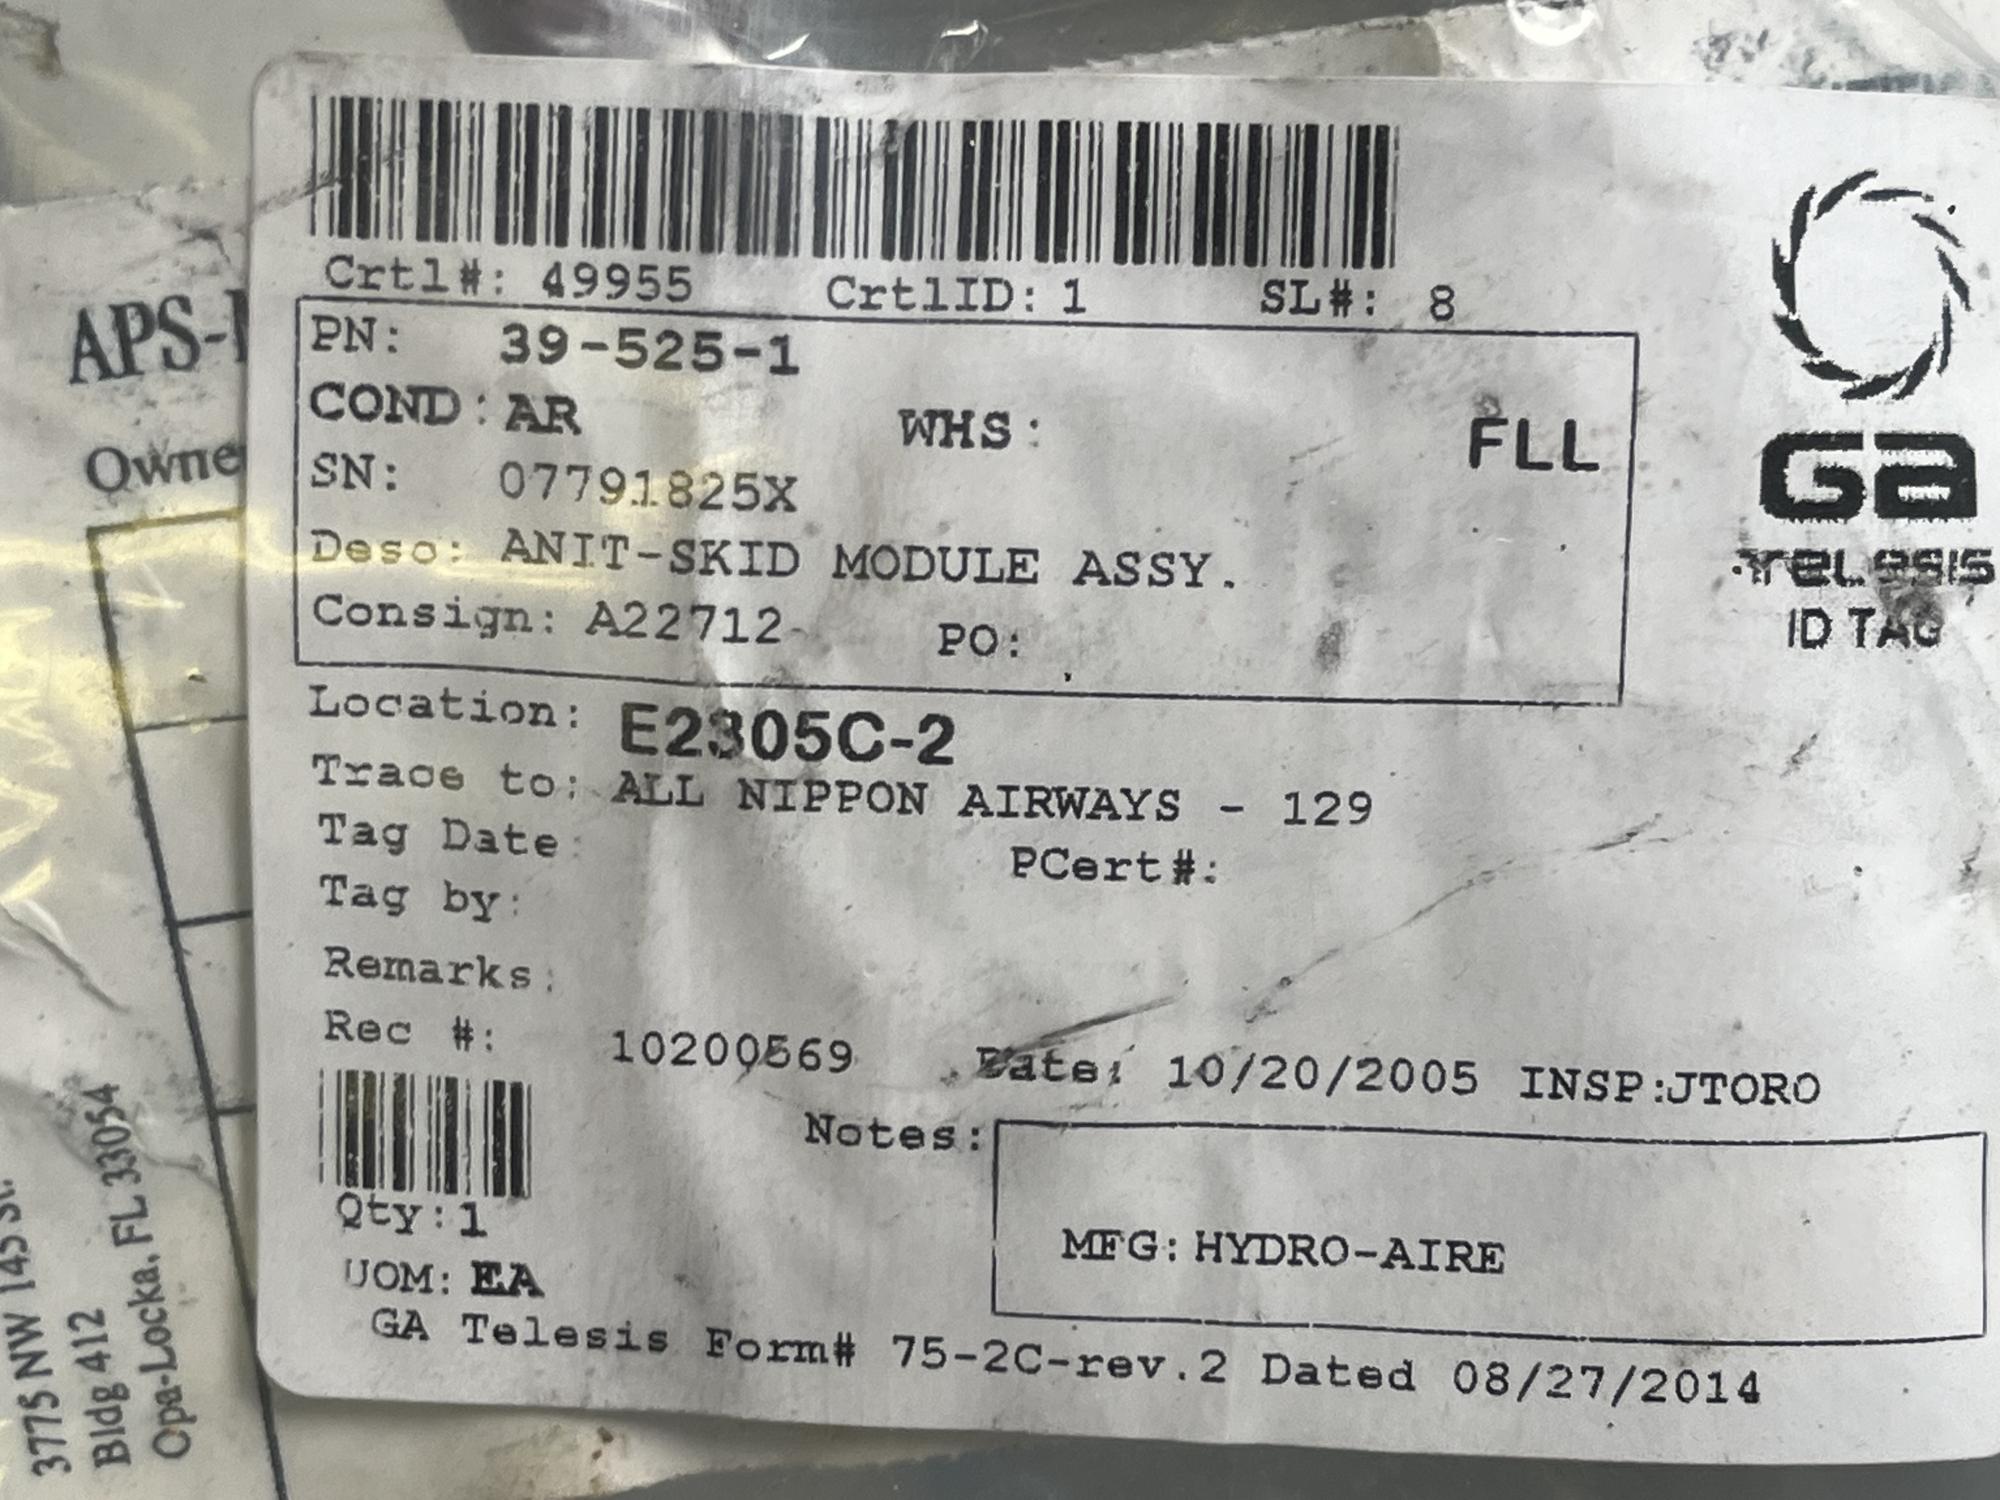 Crtl#: 49955 CrtlID: 1 SL#: 8
PN: 39-525-1
COND: AR WHS: FLL
SN: 07791825X
Desc: ANIT-SKID MODULE ASSY.
Consign: A22712 PO:
Location: E2305C-2
Trace to: ALL NIPPON AIRWAYS - 129
Tag Date:
PCert#:
Tag by:
Remarks:
Rec #: 10200569 Date: 10/20/2005 INSP:JTORO
Notes:
MFG: HYDRO-AIRE
Qty:1
UOM: EA
GA Telesis Form# 75-2C-rev.2 Dated 08/27/2014
Ga
TELESIS
ID TAG
APS-
Owne
3775 NW 145 St.
Bldg 412
Opa-Locka, FL 33054